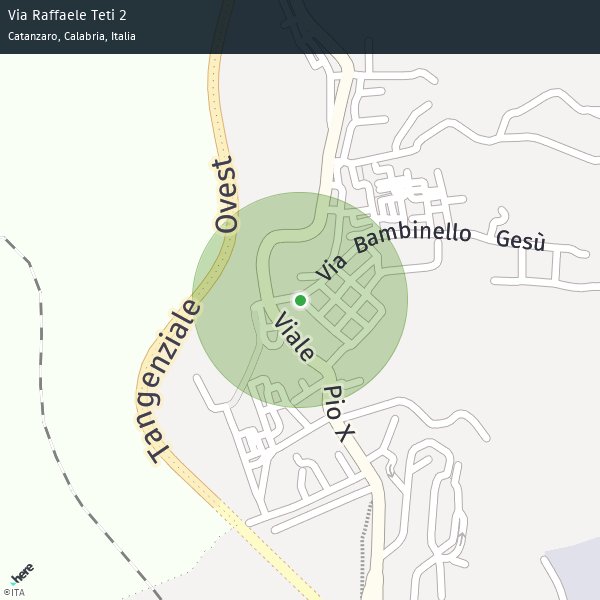 Via Raffaele Teti 2
Catanzaro, Calabria, Italia
Tangenziale Ovest
Via Bambinello Gesù
Viale Pio X
here
©ITA